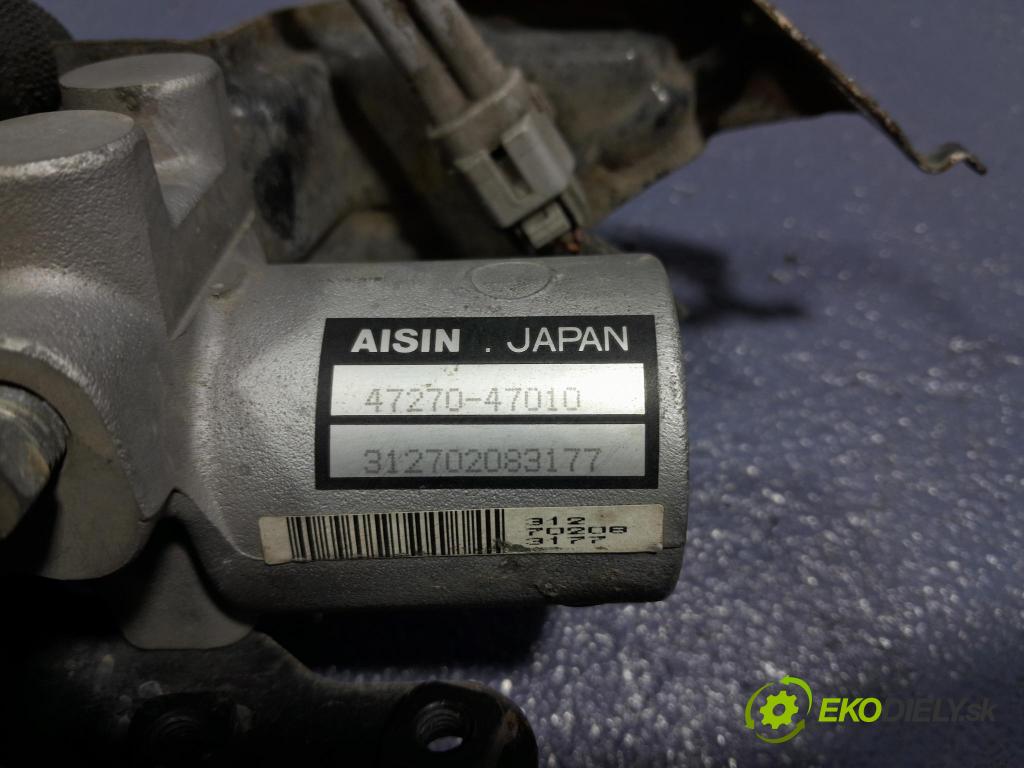 AISIN . JAPAN
47270-47010
312702083177
312
70208
3177
EKODIELY.sk